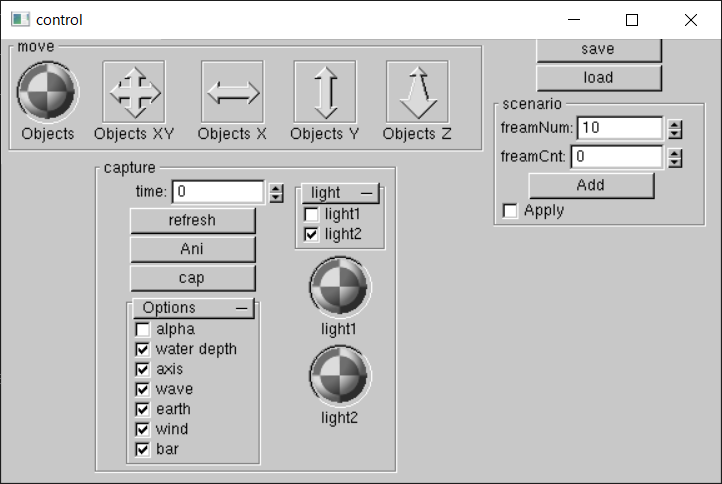 control
move
Objects
Objects XY
Objects X
Objects Y
Objects Z
save
load
scenario
freamNum: 10
freamCnt: 0
Add
Apply
capture
time: 0
refresh
Ani
cap
Options
alpha
water depth
axis
wave
earth
wind
bar
light
light1
light2
light1
light2